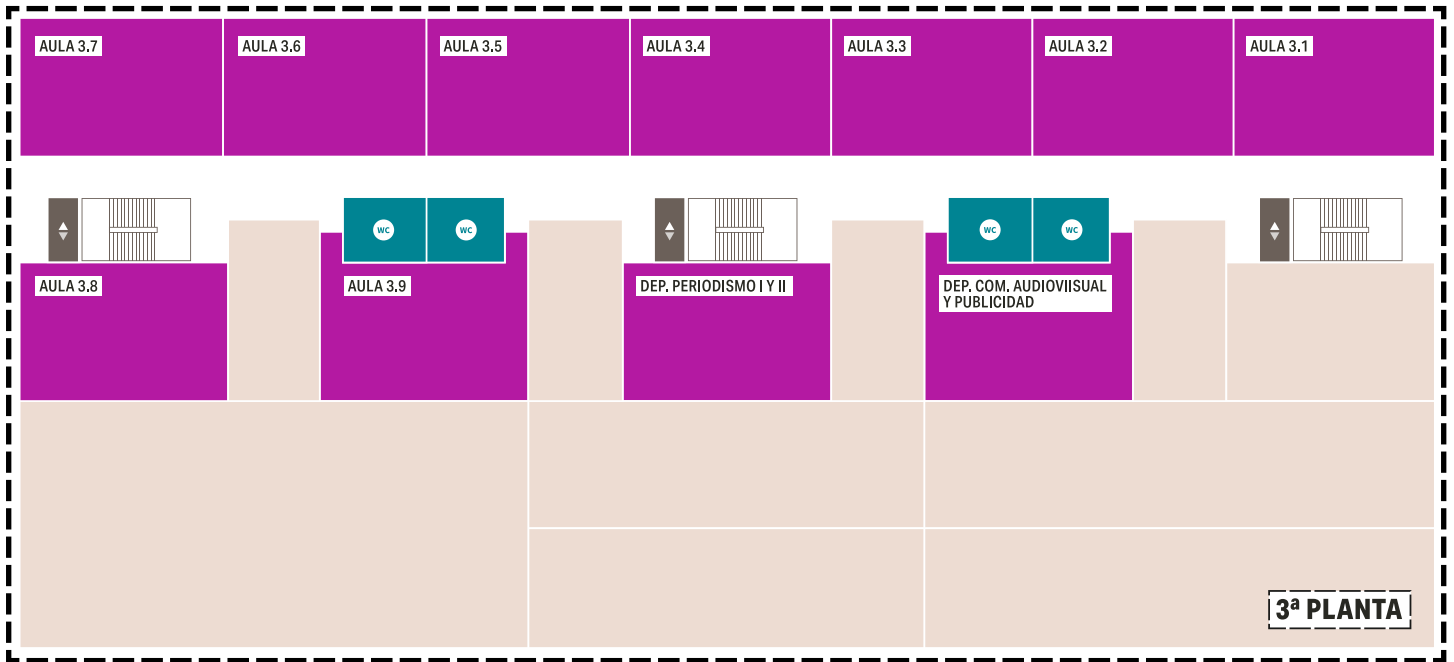 AULA 3.7
AULA 3.6
AULA 3.5
AULA 3.4
AULA 3.3
AULA 3.2
AULA 3.1
WC
WC
WC
WC
AULA 3.8
AULA 3.9
DEP. PERIODISMO I Y II
DEP. COM. AUDIOVIISUAL
Y PUBLICIDAD
3ª PLANTA